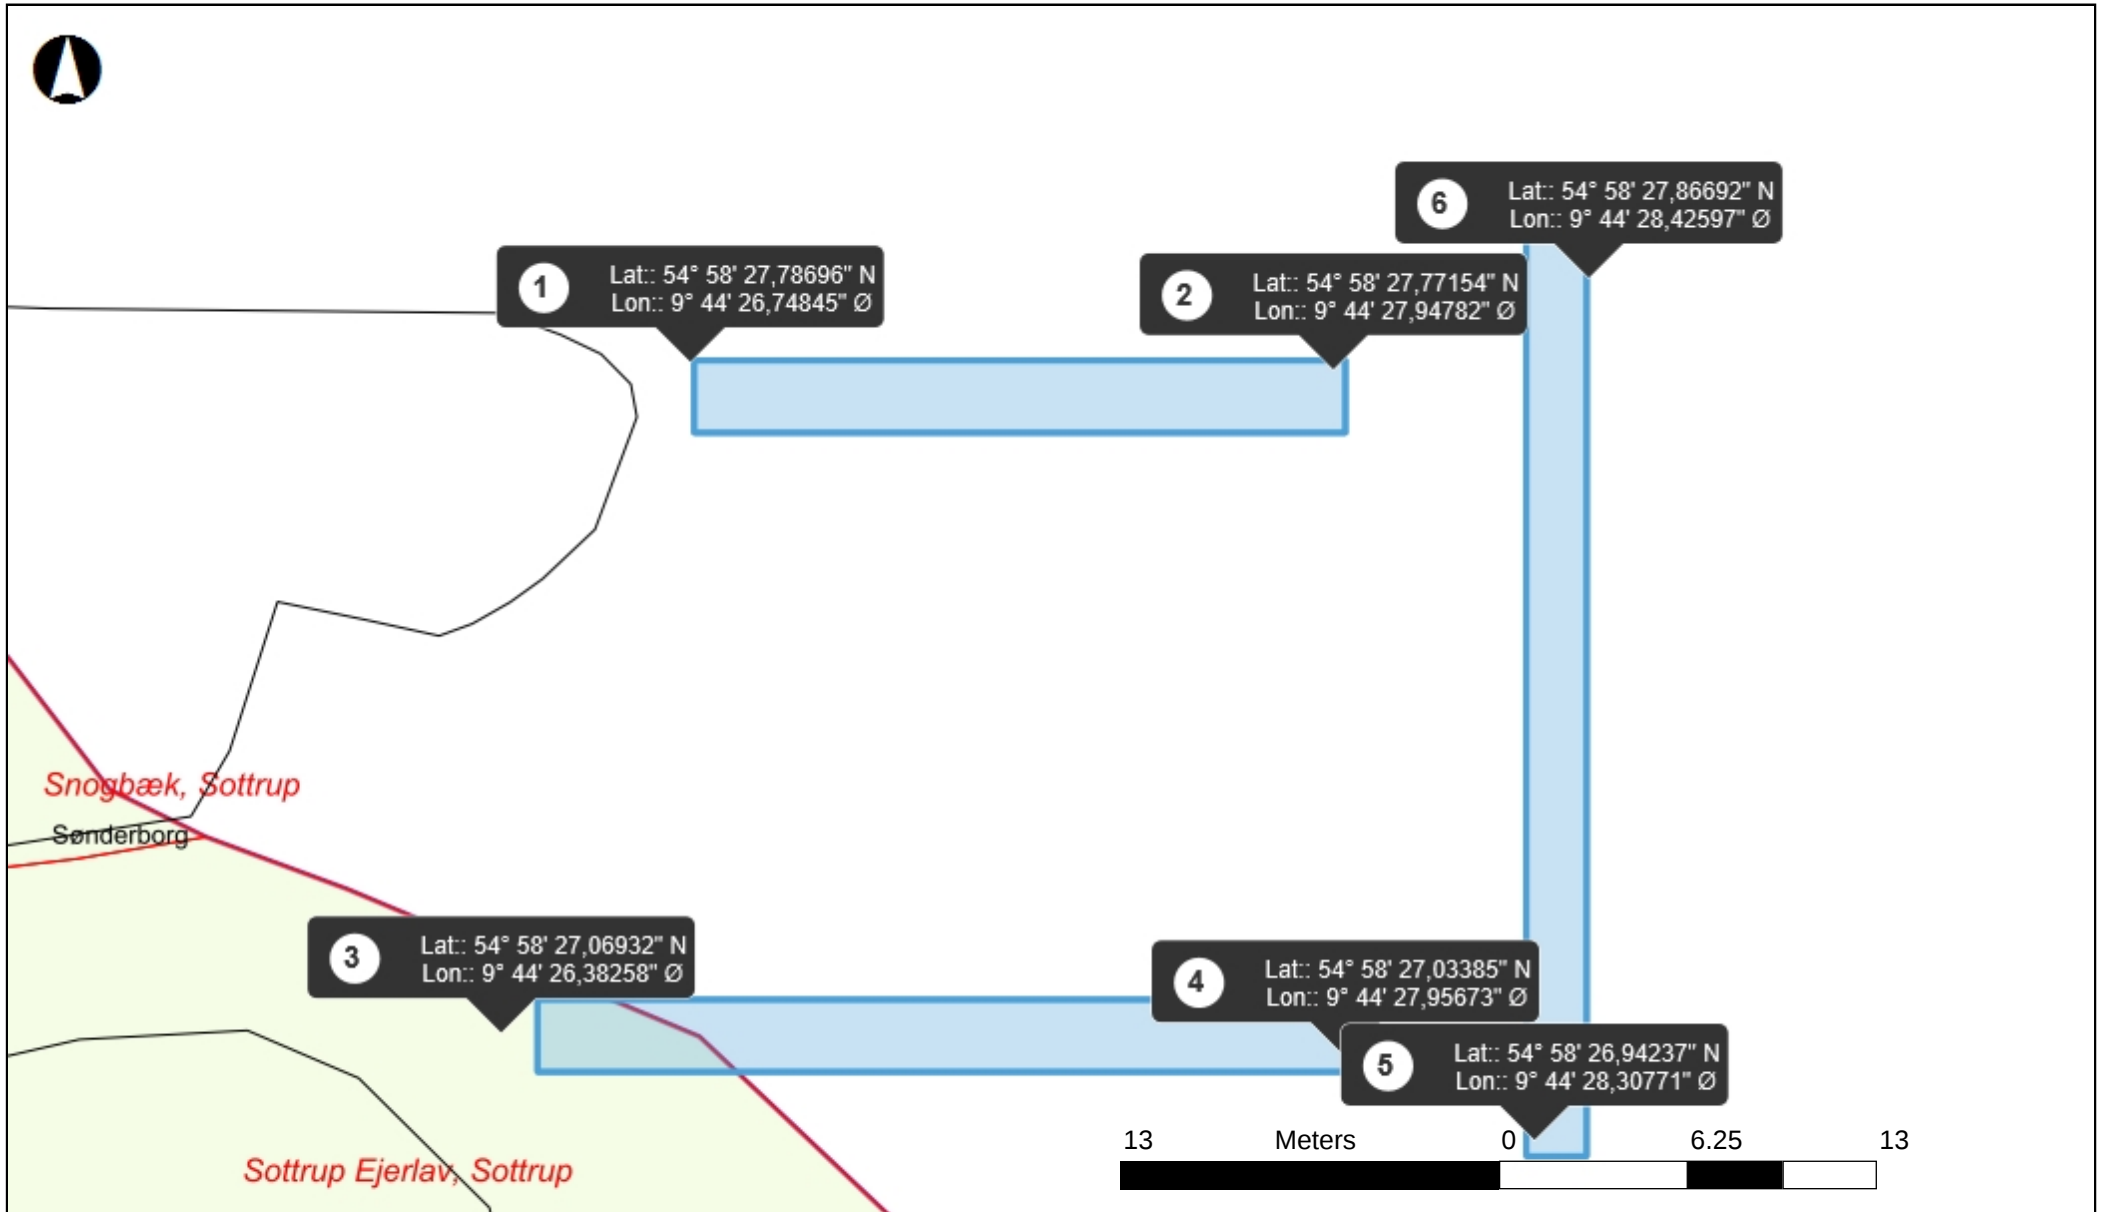 6
Lat:: 54° 58' 27,86692" N
Lon:: 9° 44' 28,42597" Ø
1
Lat:: 54° 58' 27,78696" N
Lon:: 9° 44' 26,74845" Ø
2
Lat:: 54° 58' 27,77154" N
Lon:: 9° 44' 27,94782" Ø
Snogbæk, Sottrup
Sønderborg
3
Lat:: 54° 58' 27,06932" N
Lon:: 9° 44' 26,38258" Ø
4
Lat:: 54° 58' 27,03385" N
Lon:: 9° 44' 27,95673" Ø
5
Lat:: 54° 58' 26,94237" N
Lon:: 9° 44' 28,30771" Ø
13 Meters 0 6.25 13
Sottrup Ejerlav, Sottrup